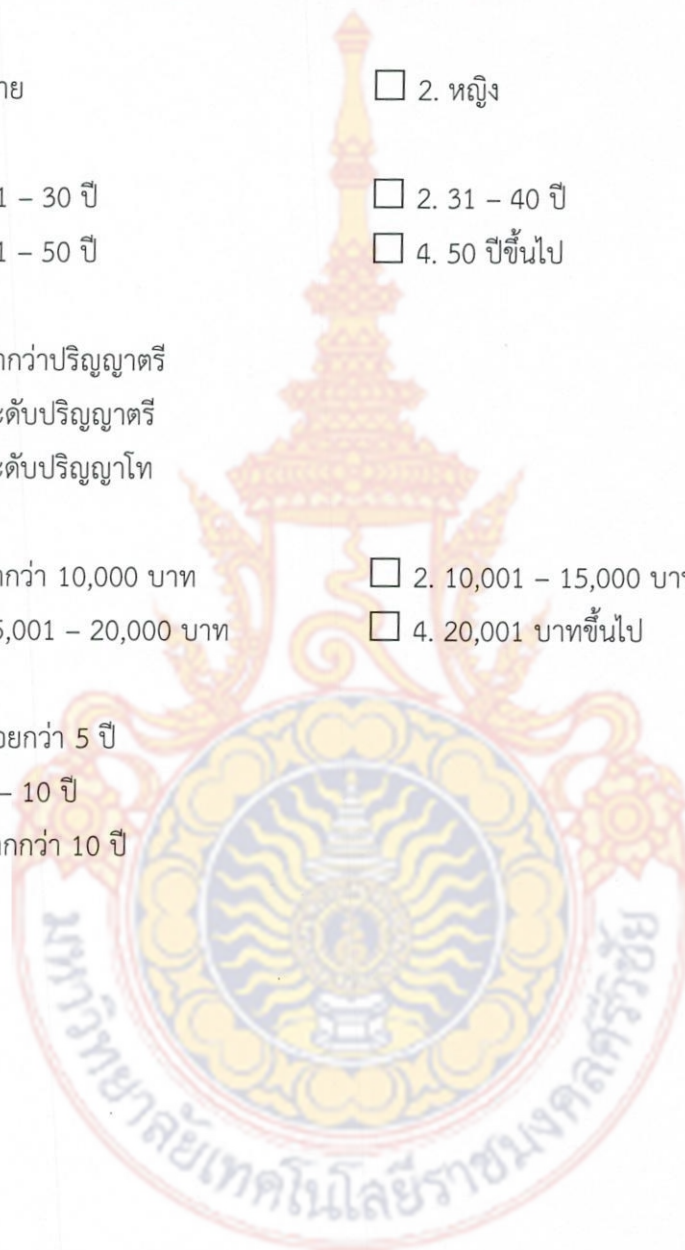 าย ☐ 2. หญิง
1 – 30 ปี ☐ 2. 31 – 40 ปี
1 – 50 ปี ☐ 4. 50 ปีขึ้นไป
ากว่าปริญญาตรี
ะดับปริญญาตรี
ะดับปริญญาโท
ากว่า 10,000 บาท ☐ 2. 10,001 – 15,000 บา
5,001 – 20,000 บาท ☐ 4. 20,001 บาทขึ้นไป
อยกว่า 5 ปี
– 10 ปี
ากกว่า 10 ปี
มหาวิทยาลัยเทคโนโลยีราชมงคลศรีวิชัย